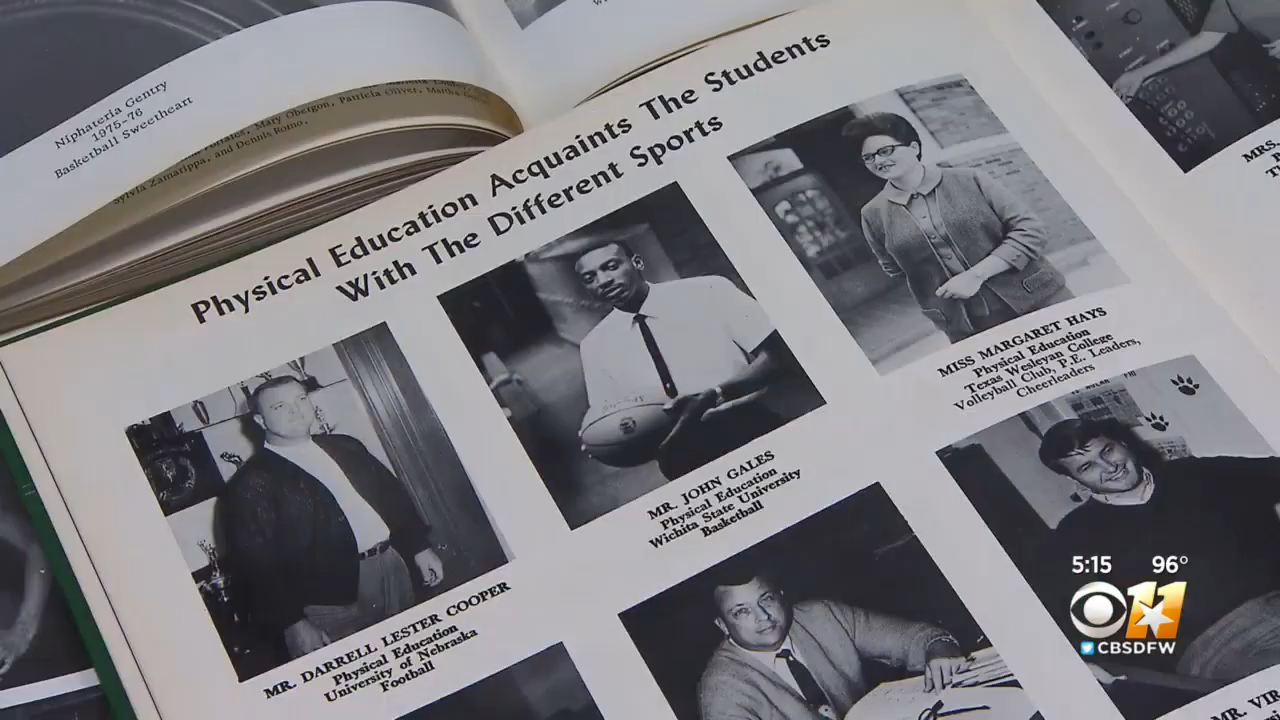 Niphateria Gentry
1975-76
Basketball Sweetheart
Mary Obregon, Patricia Oliver,
Sylvia Zamarippa, and Dennis Romo.
Physical Education Acquaints The Students
With The Different Sports
MR. DARRELL LESTER COOPER
Physical Education
University of Nebraska
Football
MR. JOHN GALES
Physical Education
Wichita State University
Basketball
MISS MARGARET HAYS
Physical Education
Texas Wesleyan College
Volleyball Club, P.E. Leaders,
Cheerleaders
MRS.
MR. VIR
5:15 96°
11
CBSDFW